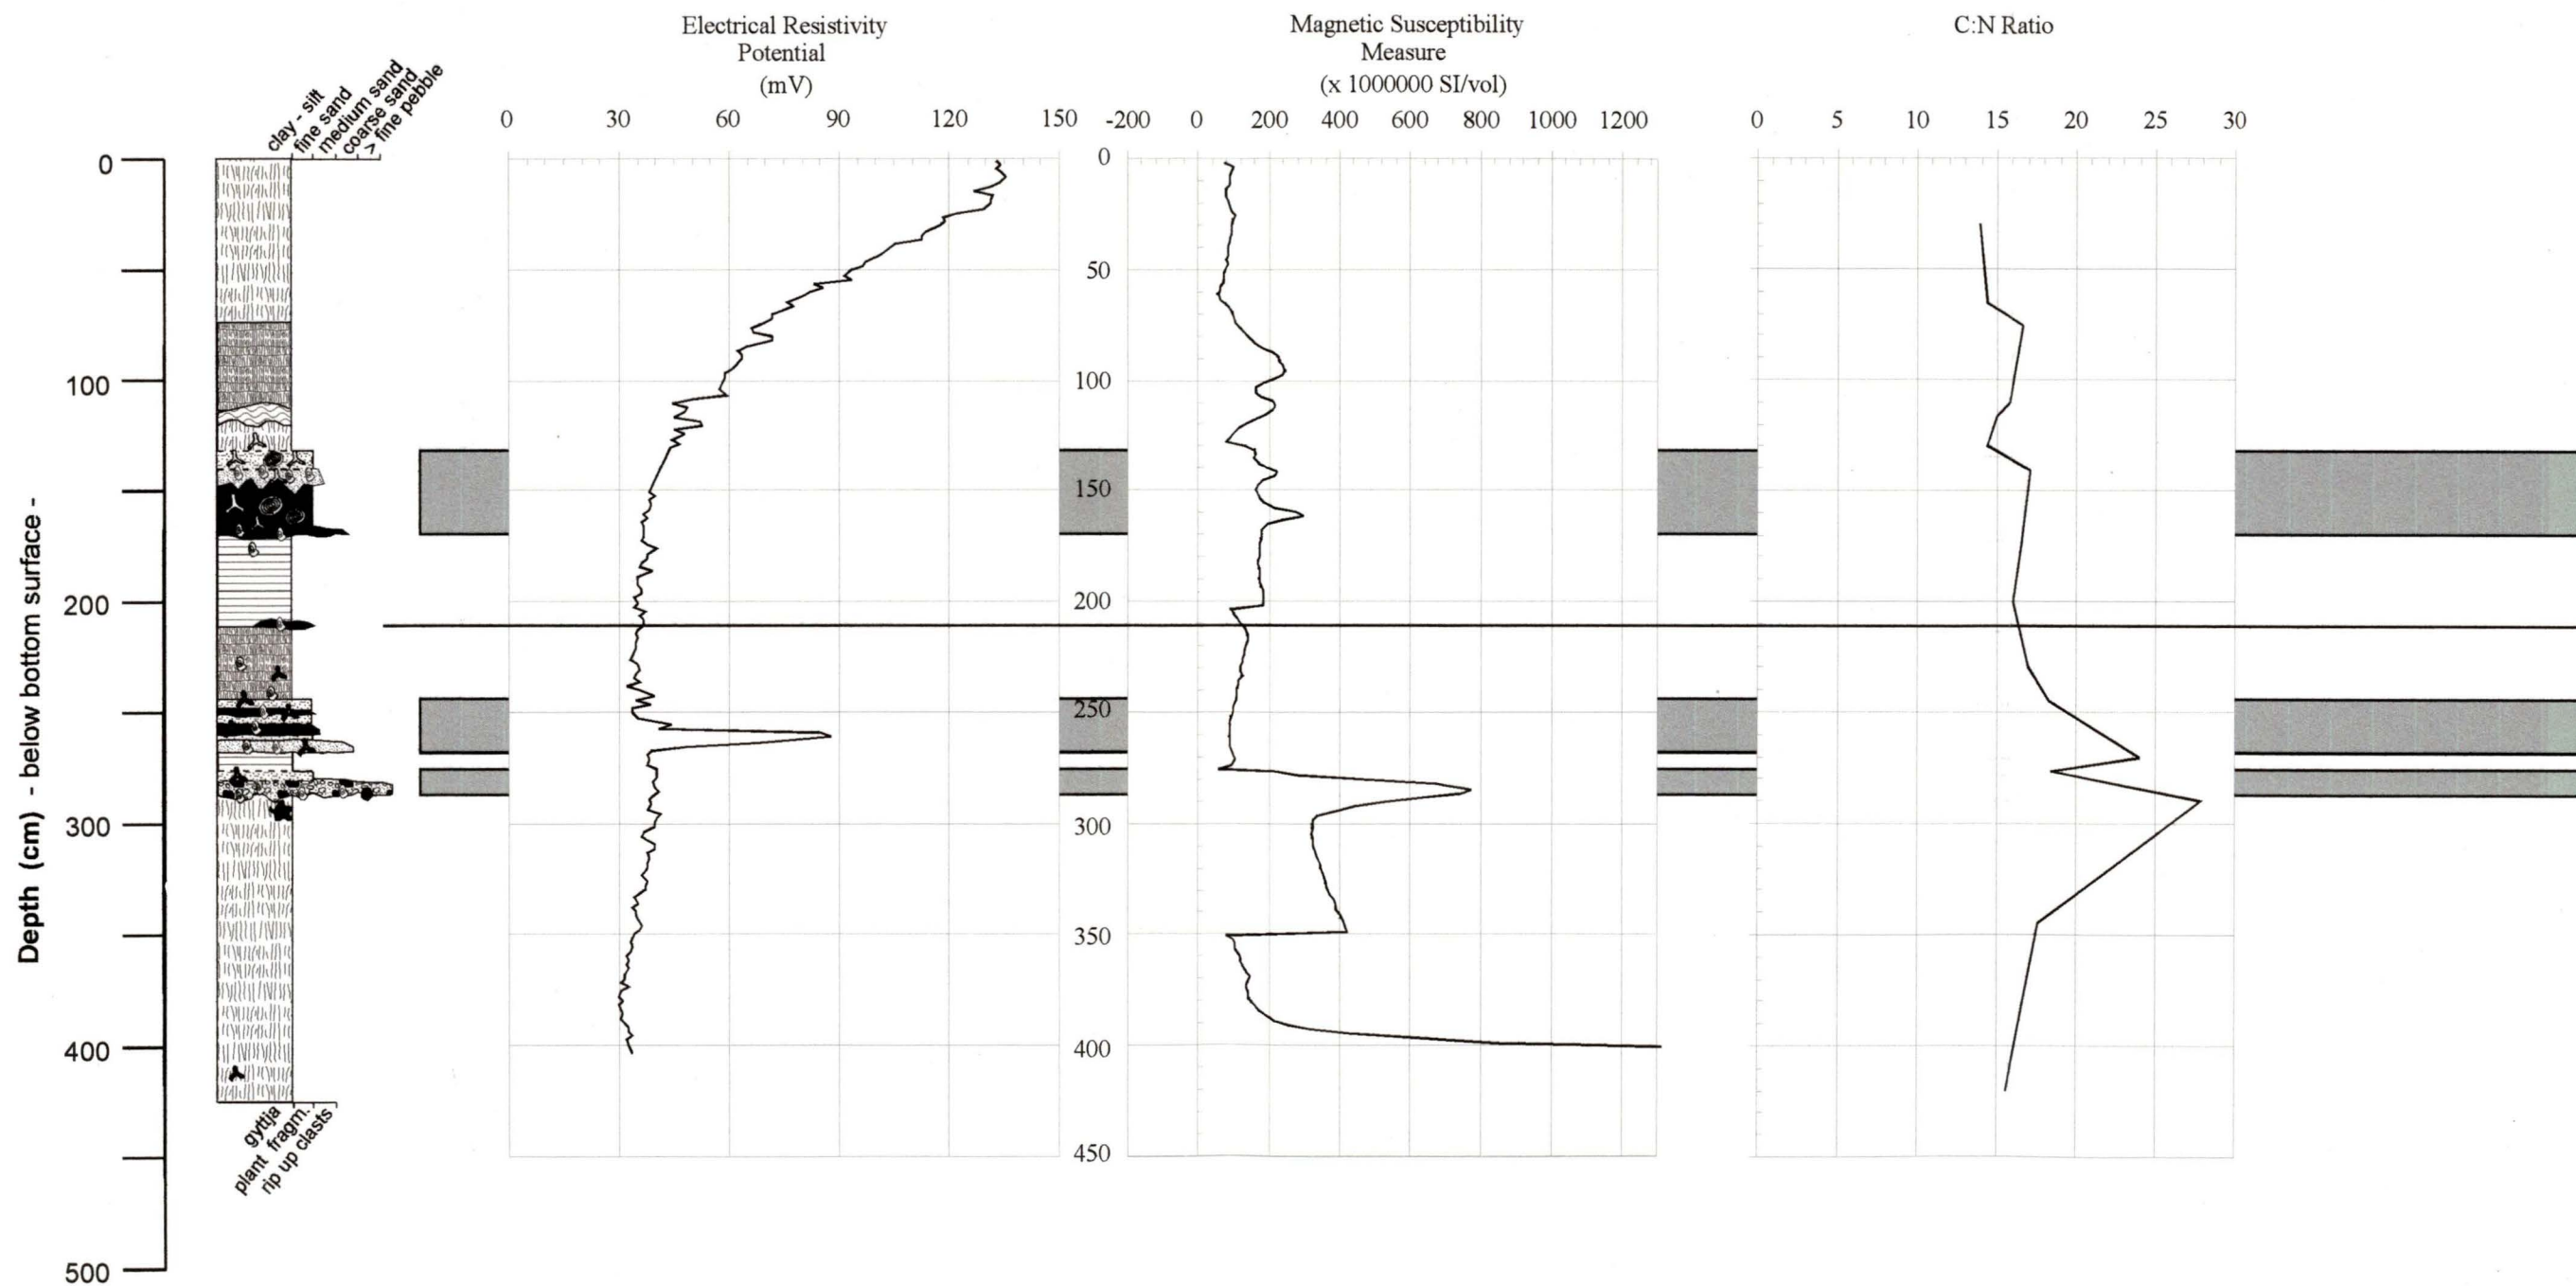 Electrical Resistivity
Potential
(mV)
Magnetic Susceptibility
Measure
(x 1000000 SI/vol)
C:N Ratio
clay - silt
fine sand
medium sand
coarse sand
> fine pebble
0 30 60 90 120 150
-200 0 200 400 600 800 1000 1200
0 5 10 15 20 25 30
Depth (cm) - below bottom surface -
0
100
200
300
400
500
0
50
100
150
200
250
300
350
400
450
gyttja
plant fragm.
rip up clasts